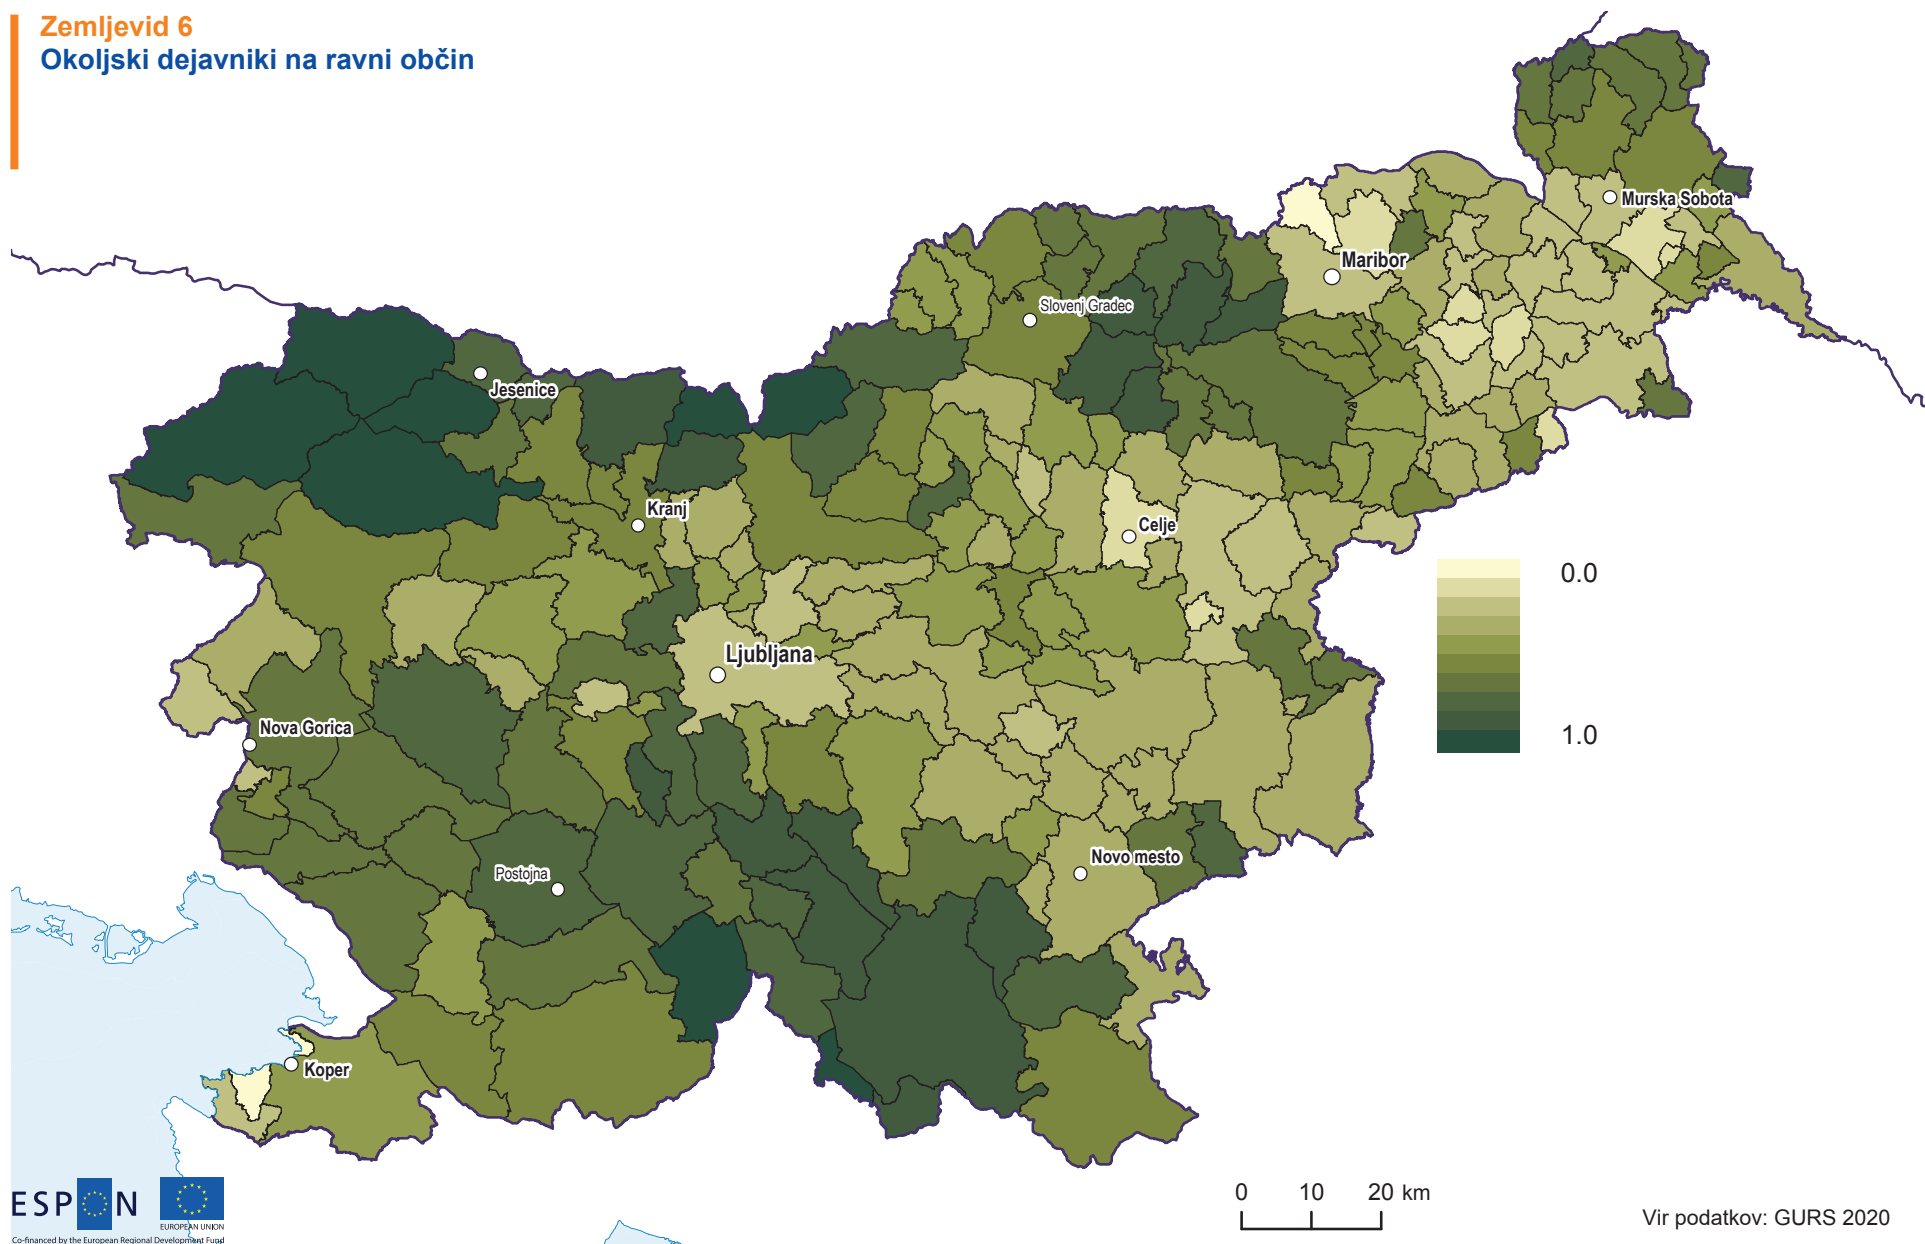 Zemljevid 6
Okoljski dejavniki na ravni občin
Murska Sobota
Maribor
Slovenj Gradec
Jesenice
Kranj
Celje
0.0
Ljubljana
Nova Gorica
1.0
Novo mesto
Postojna
Koper
ESPON
EUROPEAN UNION
Co-financed by the European Regional Development Fund
0 10 20 km
Vir podatkov: GURS 2020